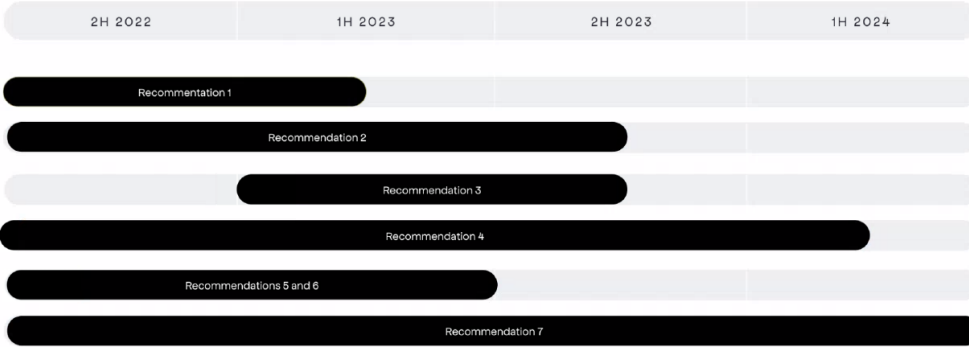 2H 2022 1H 2023 2H 2023 1H 2024
Recommentation 1
Recommendation 2
Recommendation 3
Recommendation 4
Recommendations 5 and 6
Recommendation 7